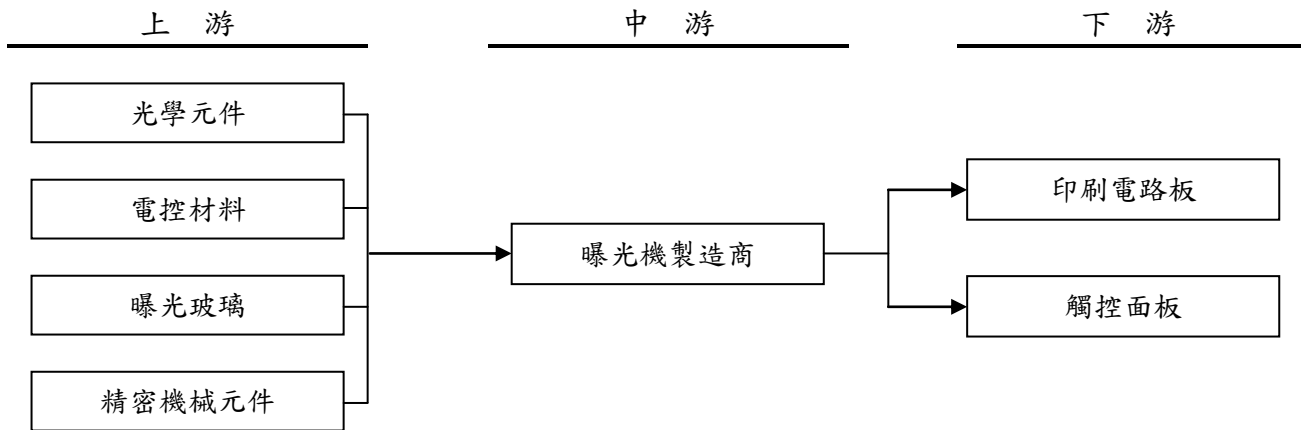 上 游
中 游
下 游
光學元件
電控材料
曝光玻璃
精密機械元件
曝光機製造商
印刷電路板
觸控面板